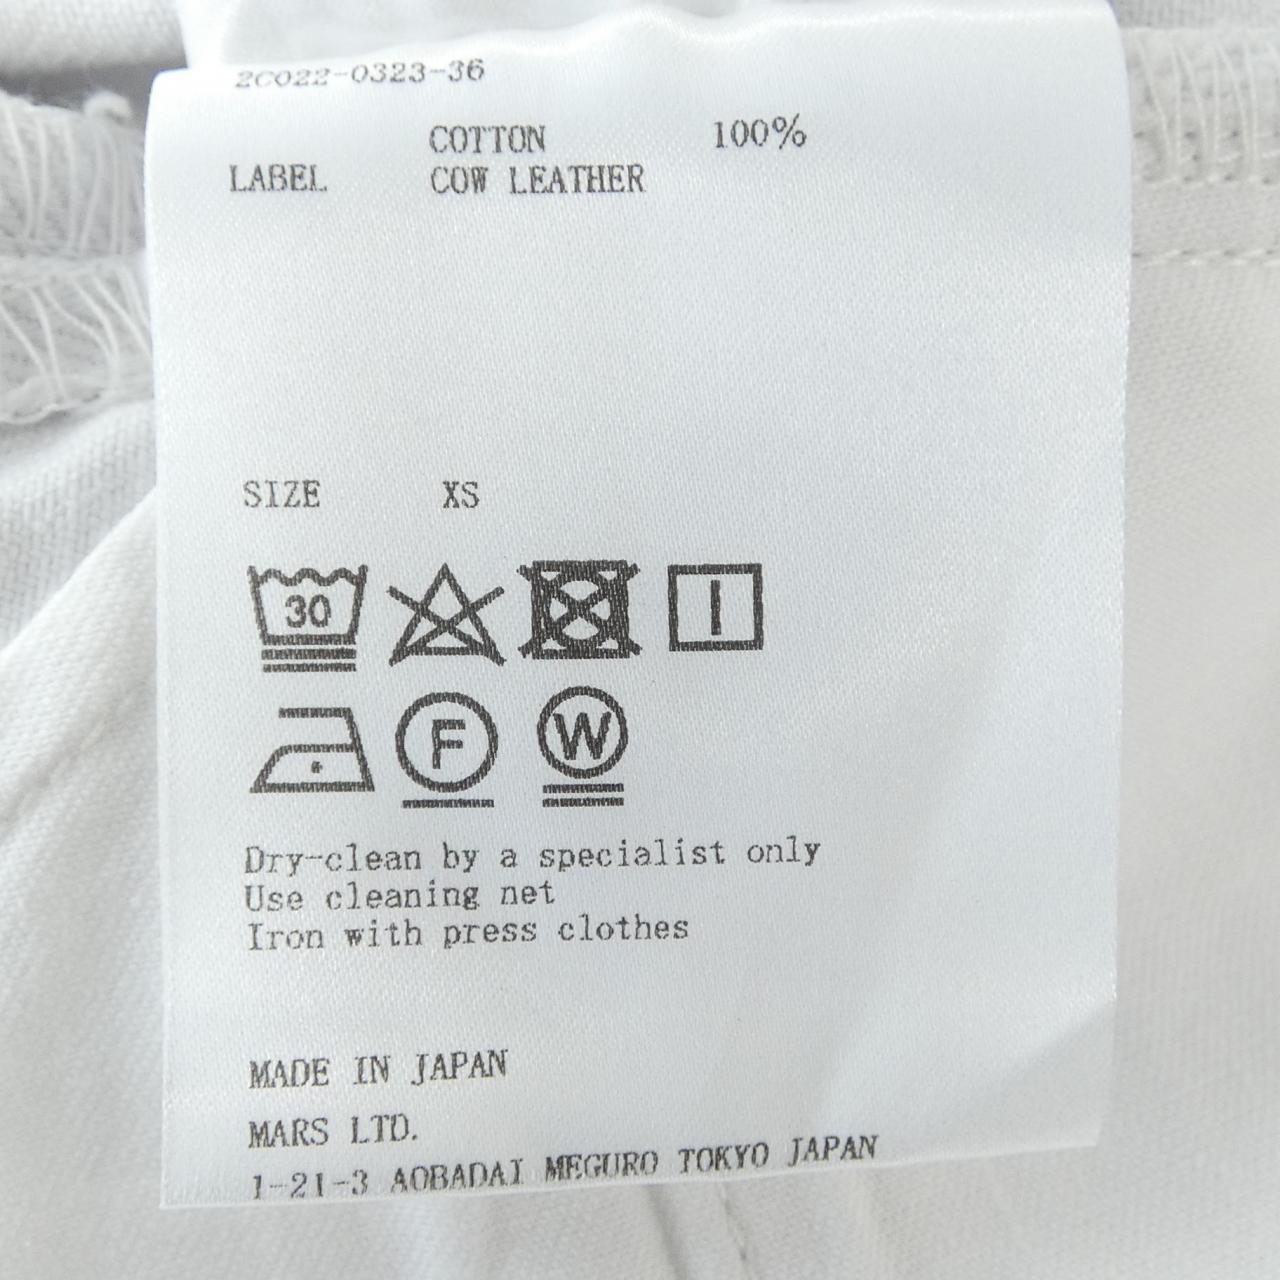 2C022-0323-36
COTTON 100%
LABEL COW LEATHER
SIZE XS
30
F W
Dry-clean by a specialist only
Use cleaning net
Iron with press clothes
MADE IN JAPAN
MARS LTD.
1-21-3 AOBADAI MEGURO TOKYO JAPAN